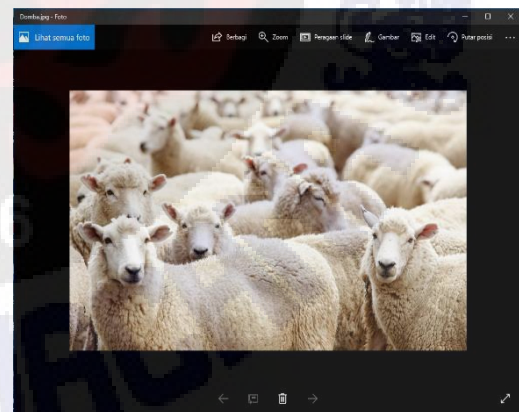 Domba.jpg - Foto
Lihat semua foto
Berbagi
Zoom
Peragaan slide
Gambar
Edit
Putar posisi